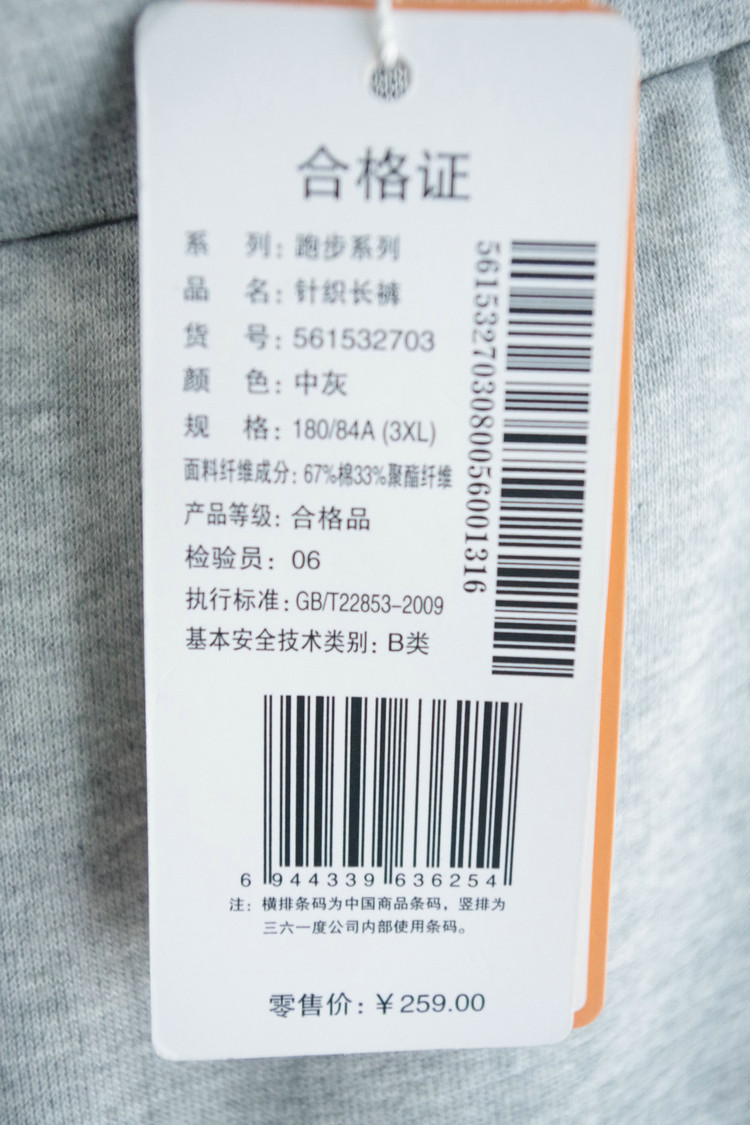 合格证
系 列：跑步系列
品 名：针织长裤
货 号：561532703
颜 色：中灰
规 格：180/84A (3XL)
面料纤维成分：67%棉33%聚酯纤维
产品等级：合格品
检验员：06
执行标准：GB/T22853-2009
基本安全技术类别：B类
561532703080056001316
6 944339 636254
注：横排条码为中国商品条码，竖排为
三六一度公司内部使用条码。
零售价：￥259.00